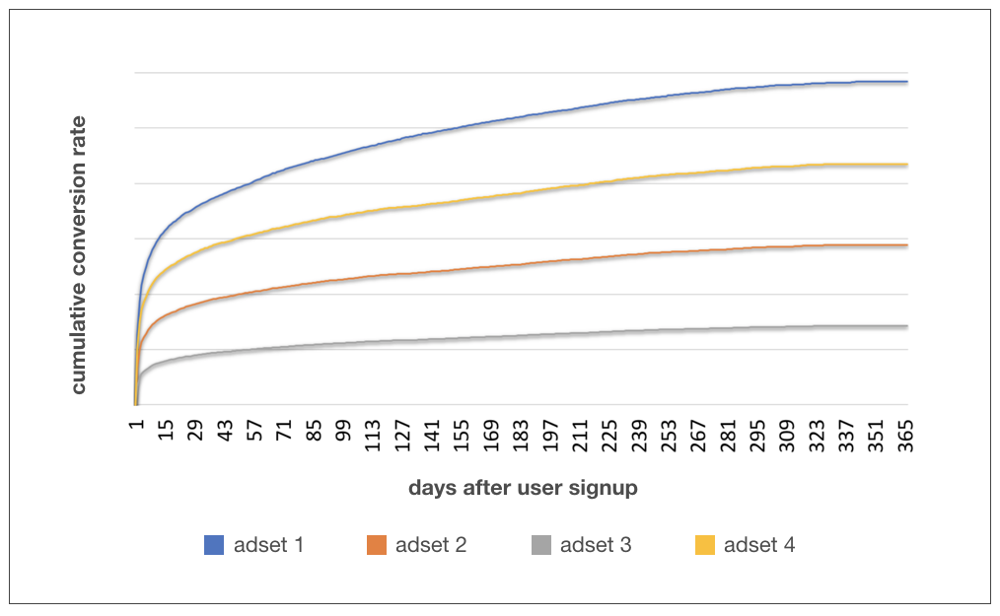 cumulative conversion rate
1 15 29 43 57 71 85 99 113 127 141 155 169 183 197 211 225 239 253 267 281 295 309 323 337 351 365
days after user signup
adset 1 adset 2 adset 3 adset 4